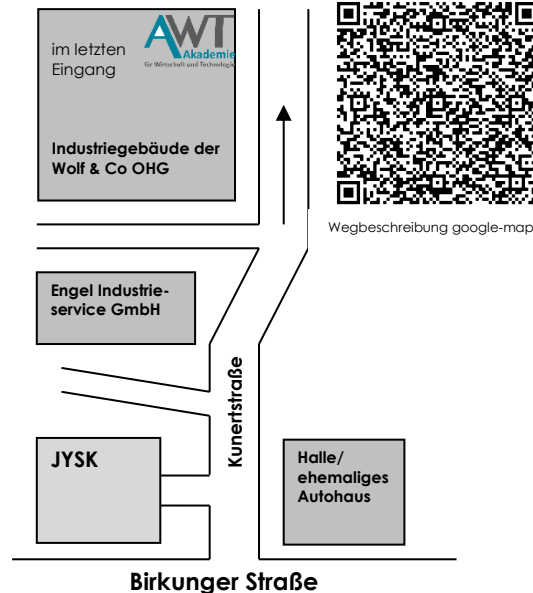 im letzten
Eingang
AWT
Akademie
für Wirtschaft und Technologie
Industriegebäude der
Wolf & Co OHG
Wegbeschreibung google-map
Engel Industrie-
service GmbH
Kunertstraße
JYSK
Halle/
ehemaliges
Autohaus
Birkunger Straße